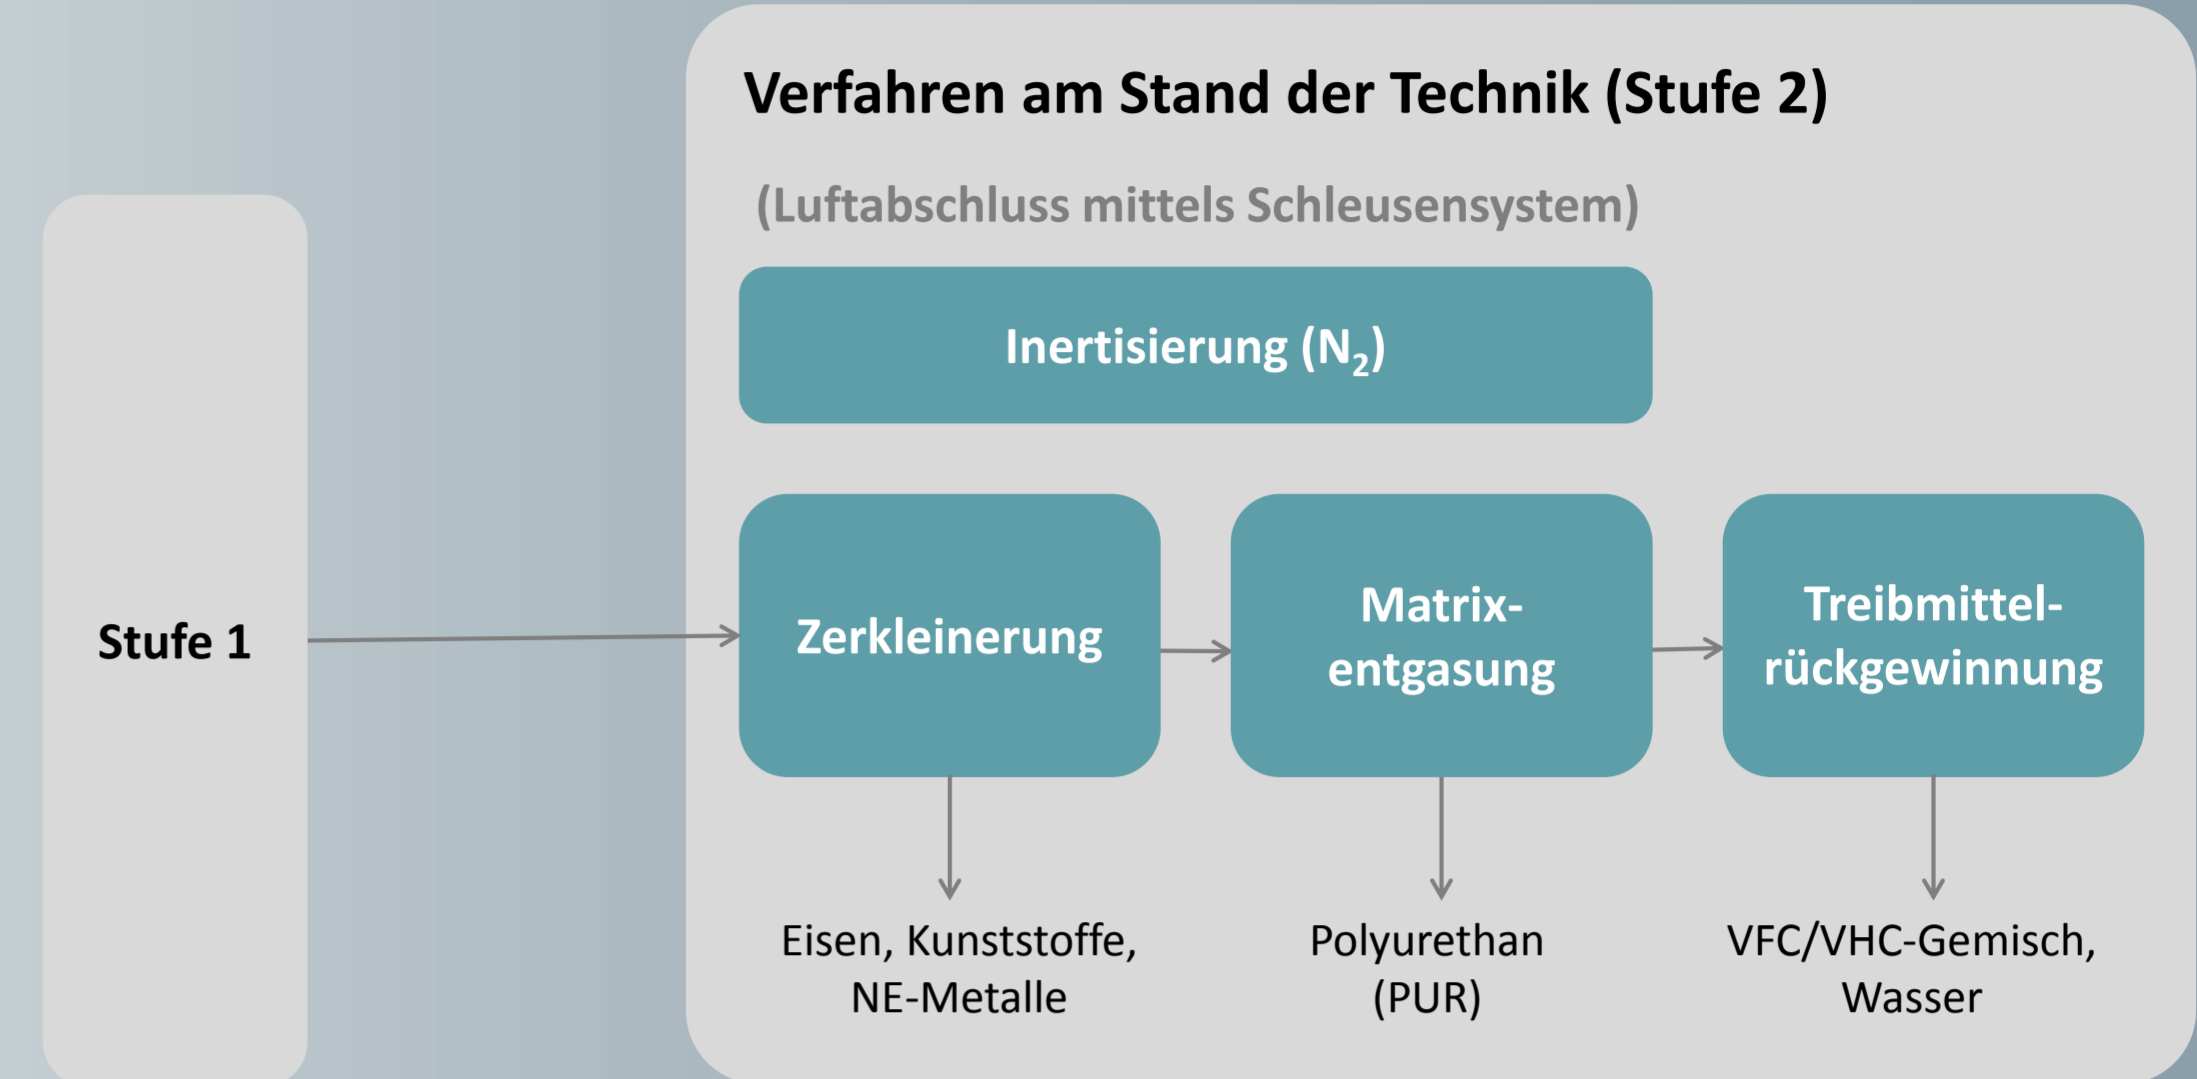 Verfahren am Stand der Technik (Stufe 2)
(Luftabschluss mittels Schleusensystem)
Inertisierung (N₂)
Stufe 1
Zerkleinerung
Matrix-
entgasung
Treibmittel-
rückgewinnung
Eisen, Kunststoffe,
NE-Metalle
Polyurethan
(PUR)
VFC/VHC-Gemisch,
Wasser